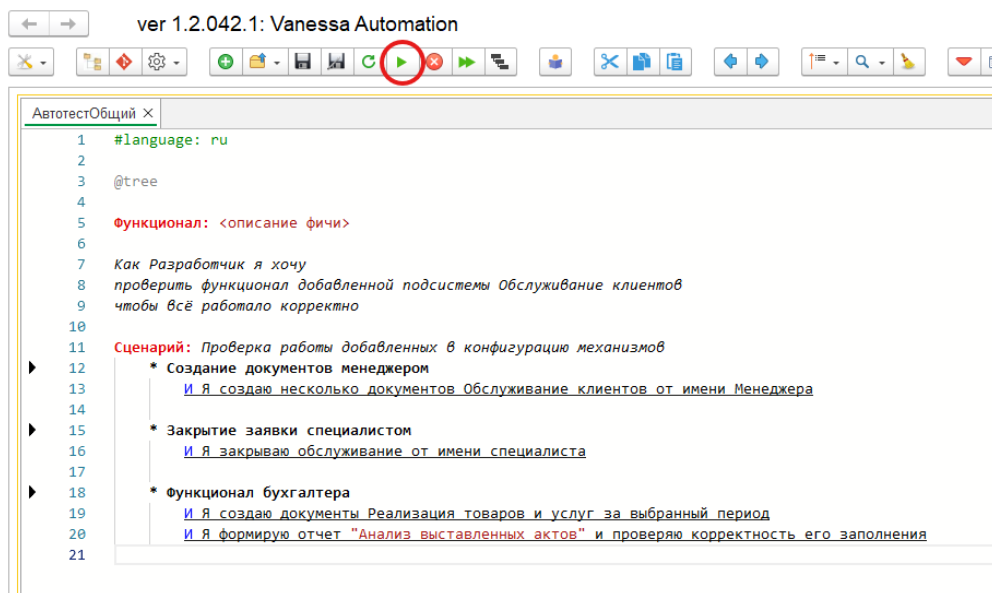 ver 1.2.042.1: Vanessa Automation
АвтотестОбщий
1 #language: ru
2
3 @tree
4
5 Функционал: <описание фичи>
6
7 Как Разработчик я хочу
8 проверить функционал добавленной подсистемы Обслуживание клиентов
9 чтобы всё работало корректно
10
11 Сценарий: Проверка работы добавленных в конфигурацию механизмов
12 * Создание документов менеджером
13 И Я создаю несколько документов Обслуживание клиентов от имени Менеджера
14
15 * Закрытие заявки специалистом
16 И Я закрываю обслуживание от имени специалиста
17
18 * Функционал бухгалтера
19 И Я создаю документы Реализация товаров и услуг за выбранный период
20 И Я формирую отчет "Анализ выставленных актов" и проверяю корректность его заполнения
21